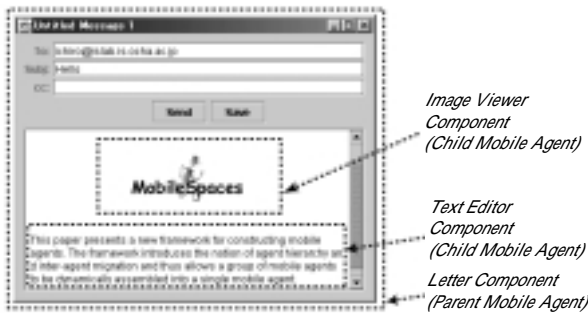 Untitled Message 1
To:
Subj: Hello
CC:
Send Save
MobileSpaces
This paper presents a new framework for constructing mobile
agents. The framework introduces the notion of agent hierarchy an
d inter-agent migration and thus allows a group of mobile agents
to be dynamically assembled into a single mobile agent
Image Viewer
Component
(Child Mobile Agent)
Text Editor
Component
(Child Mobile Agent)
Letter Component
(Parent Mobile Agent)